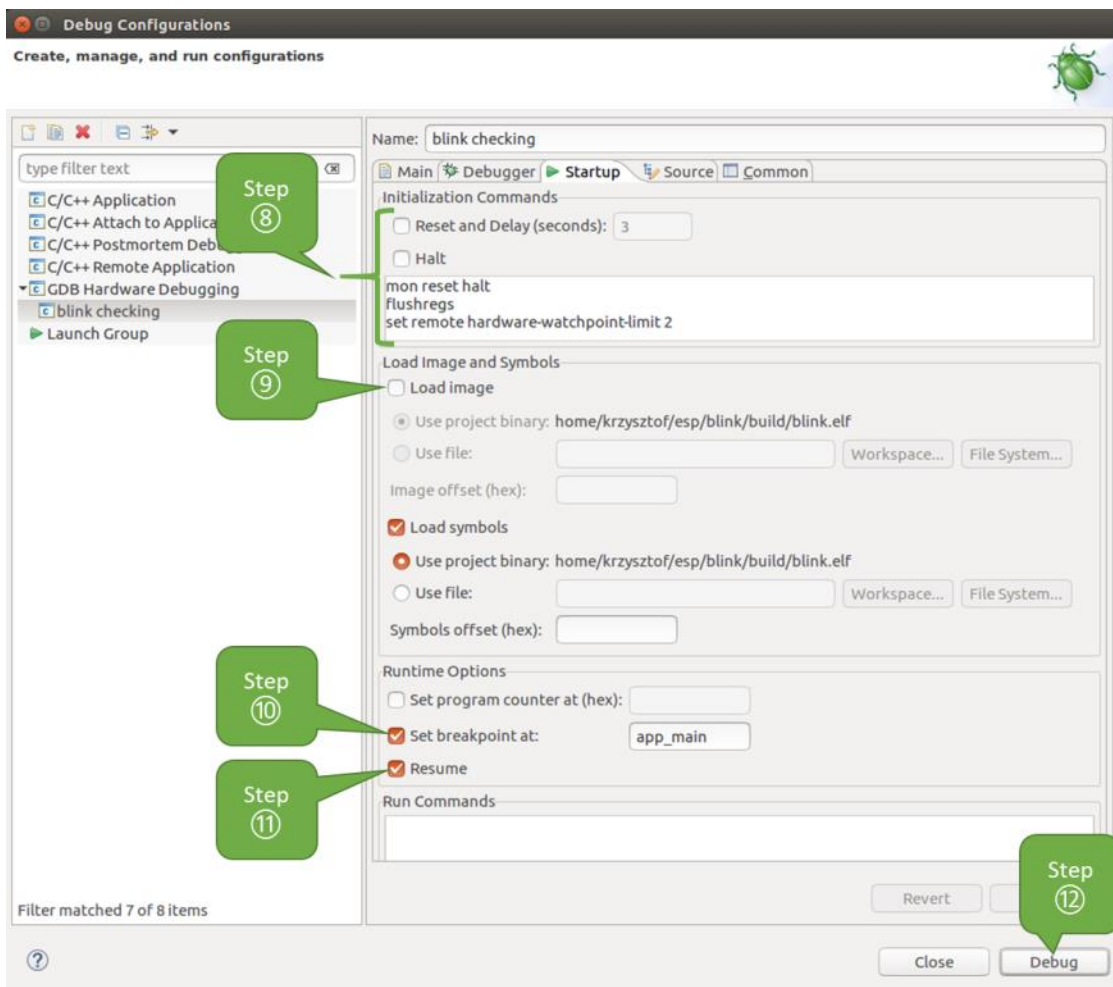 Debug Configurations
Create, manage, and run configurations
Name: blink checking
type filter text
Main Debugger Startup Source Common
C/C++ Application
C/C++ Attach to Applica
C/C++ Postmortem Deb
C/C++ Remote Application
GDB Hardware Debugging
blink checking
Launch Group
Filter matched 7 of 8 items
Step
⑧
Initialization Commands
Reset and Delay (seconds): 3
Halt
mon reset halt
flushregs
set remote hardware-watchpoint-limit 2
Step
⑨
Load Image and Symbols
Load image
Use project binary: home/krzysztof/esp/blink/build/blink.elf
Use file: Workspace... File System...
Image offset (hex):
Load symbols
Use project binary: home/krzysztof/esp/blink/build/blink.elf
Use file: Workspace... File System...
Symbols offset (hex):
Runtime Options
Set program counter at (hex):
Step
⑩
Set breakpoint at: app_main
Resume
Step
⑪
Run Commands
Step
⑫
Revert
Close Debug